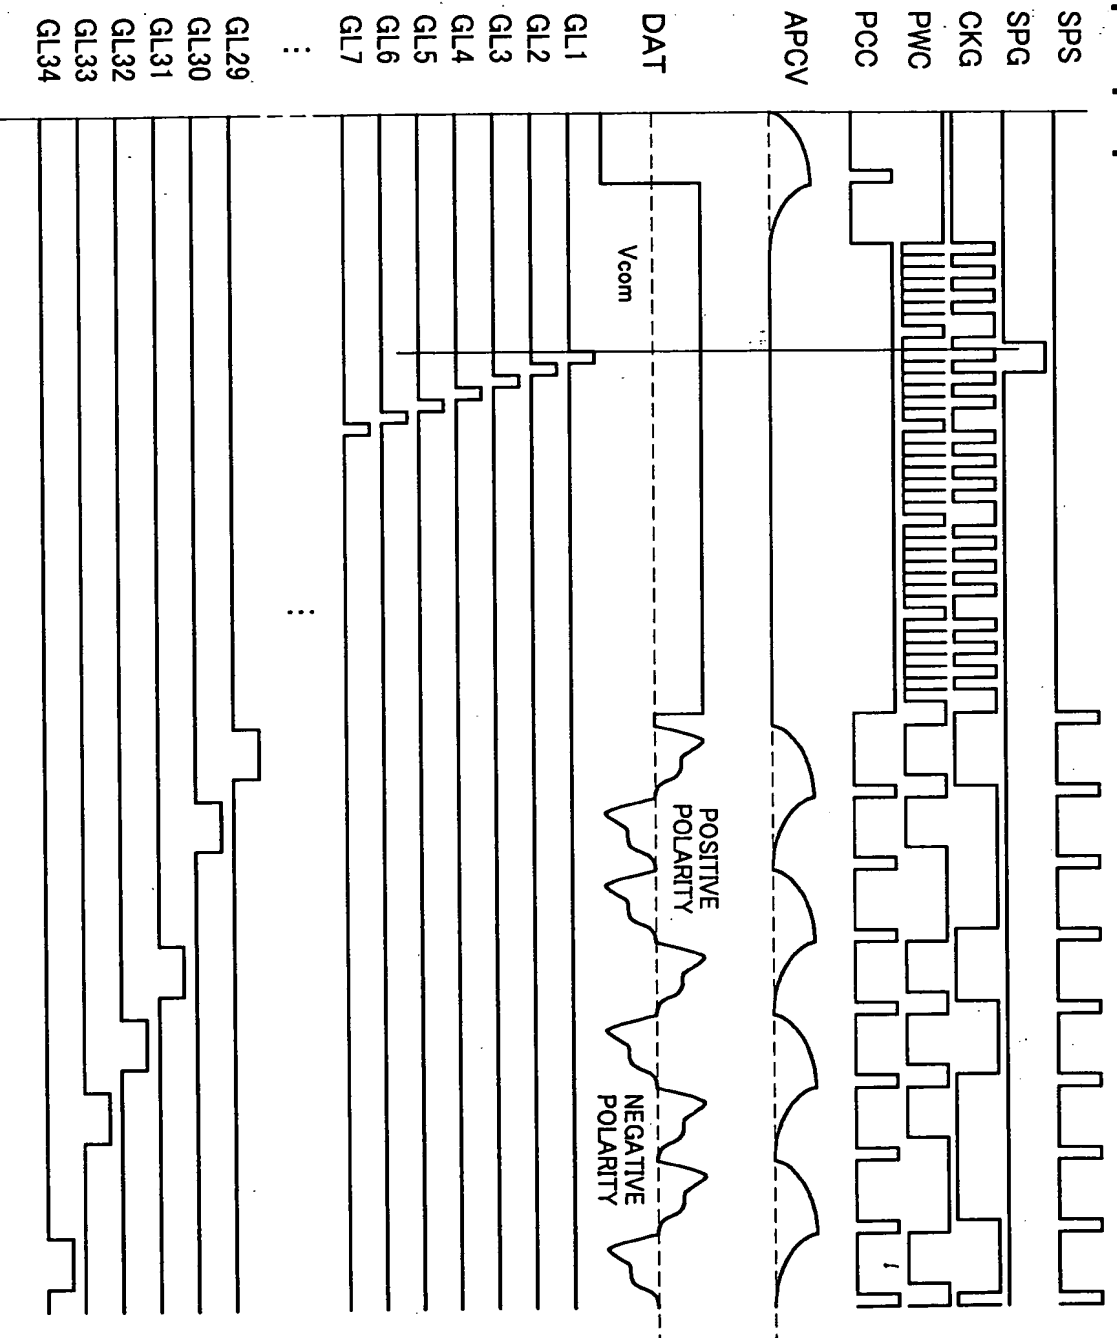 SPS
SPG
CKG
PWC
PCC
APCV
DAT
Vcom
POSITIVE
POLARITY
NEGATIVE
POLARITY
GL1
GL2
GL3
GL4
GL5
GL6
GL7
GL29
GL30
GL31
GL32
GL33
GL34